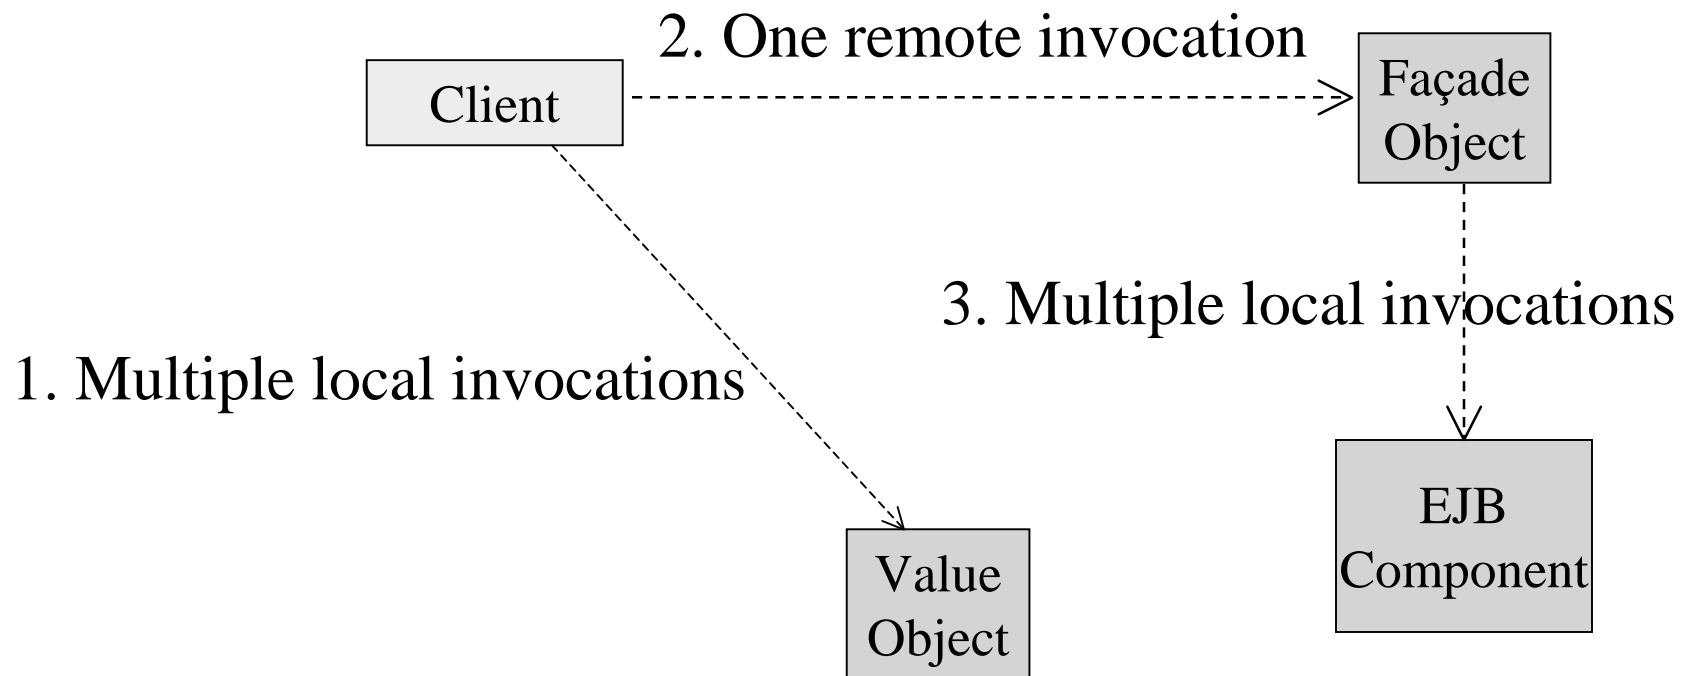 2. One remote invocation
Client
Façade
Object
3. Multiple local invocations
1. Multiple local invocations
EJB
Component
Value
Object